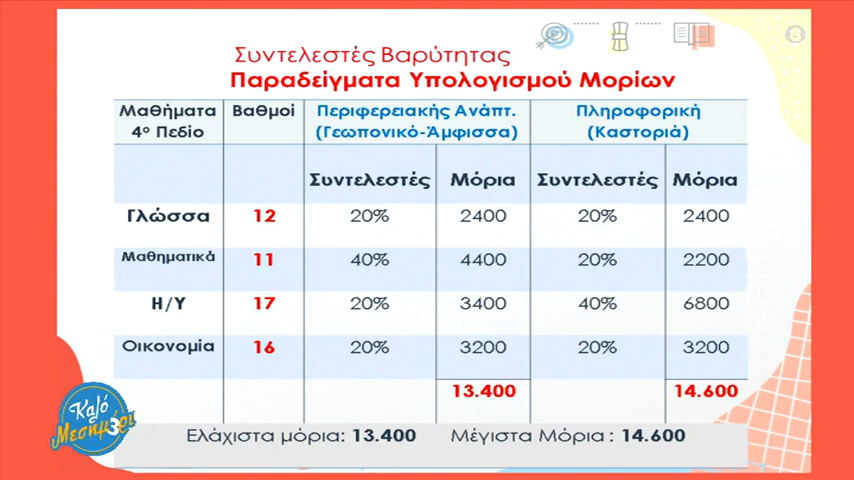 Συντελεστές Βαρύτητας
Παραδείγματα Υπολογισμού Μορίων
Μαθήματα 4ο Πεδίο Βαθμοί Περιφερειακής Ανάπτ. (Γεωπονικό-Άμφισσα) Πληροφορική (Καστοριά)
Συντελεστές Μόρια Συντελεστές Μόρια
Γλώσσα 12 20% 2400 20% 2400
Μαθηματικά 11 40% 4400 20% 2200
Η/Υ 17 20% 3400 40% 6800
Οικονομία 16 20% 3200 20% 3200
13.400 14.600
Ελάχιστα μόρια: 13.400 Μέγιστα Μόρια : 14.600
Καλό
Μεσημέρι
3
8